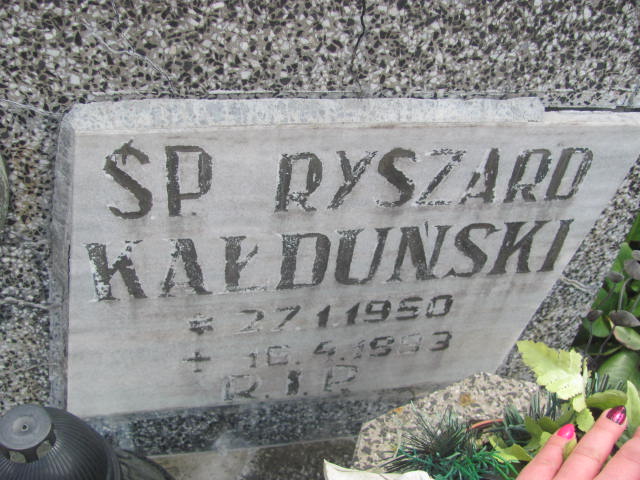 ŚP. RYSZARD
KAŁDUŃSKI
* 27.1.1950
+ 16.4.1993
R.I.P.